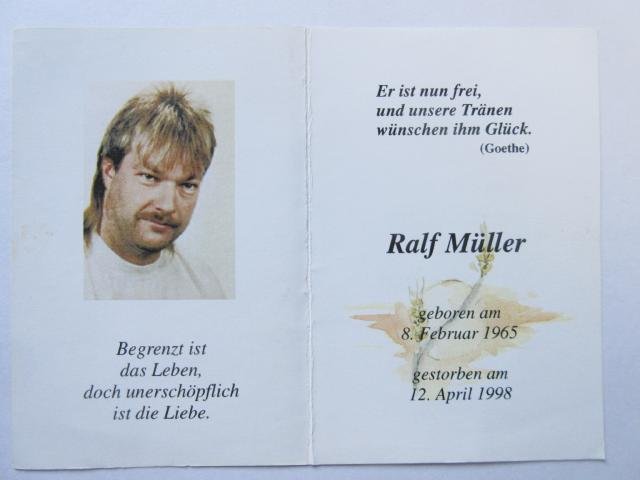 Begrenzt ist
das Leben,
doch unerschöpflich
ist die Liebe.
Er ist nun frei,
und unsere Tränen
wünschen ihm Glück.
(Goethe)
Ralf Müller
geboren am
8. Februar 1965
gestorben am
12. April 1998